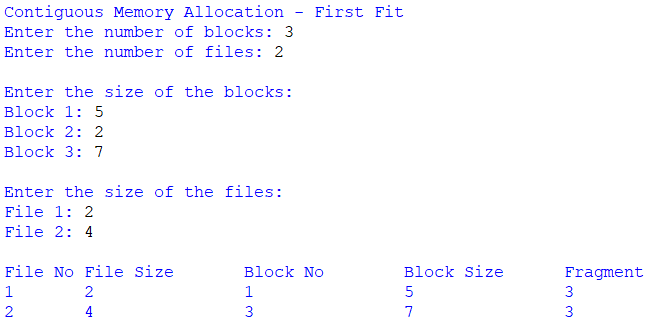 Contiguous Memory Allocation - First Fit
Enter the number of blocks: 3
Enter the number of files: 2
Enter the size of the blocks:
Block 1: 5
Block 2: 2
Block 3: 7
Enter the size of the files:
File 1: 2
File 2: 4
File No File Size Block No Block Size Fragment
1 2 1 5 3
2 4 3 7 3